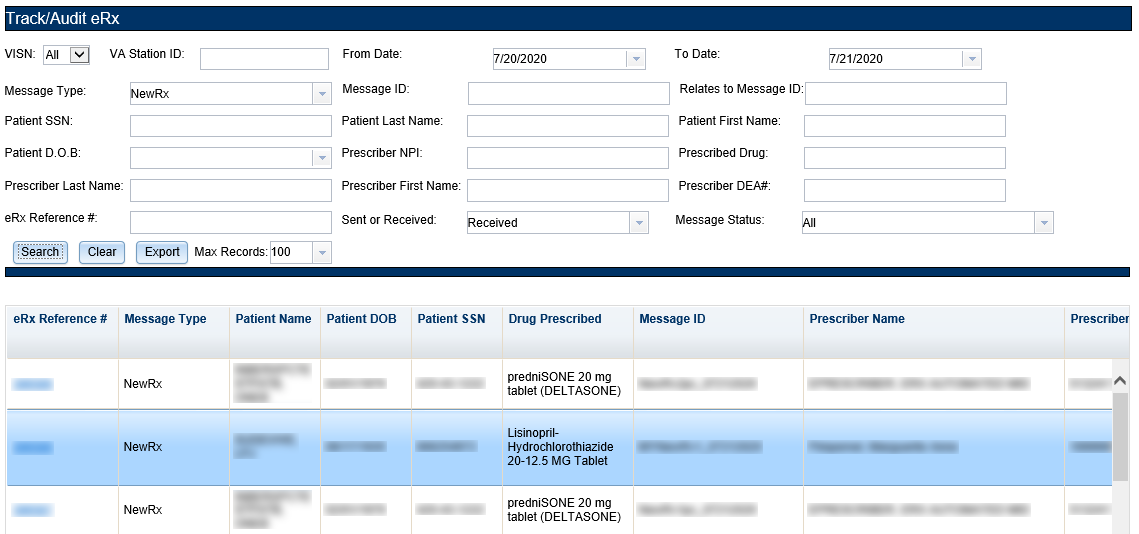 Track/Audit eRx
VISN: All VA Station ID: From Date: 7/20/2020 To Date: 7/21/2020
Message Type: NewRx Message ID: Relates to Message ID:
Patient SSN: Patient Last Name: Patient First Name:
Patient D.O.B: Prescriber NPI: Prescribed Drug:
Prescriber Last Name: Prescriber First Name: Prescriber DEA#:
eRx Reference #: Sent or Received: Received Message Status: All
Search Clear Export Max Records: 100
eRx Reference # Message Type Patient Name Patient DOB Patient SSN Drug Prescribed Message ID Prescriber Name Prescriber
NewRx predniSONE 20 mg
tablet (DELTASONE)
Lisinopril-
NewRx Hydrochlorothiazide
20-12.5 MG Tablet
NewRx predniSONE 20 mg
tablet (DELTASONE)